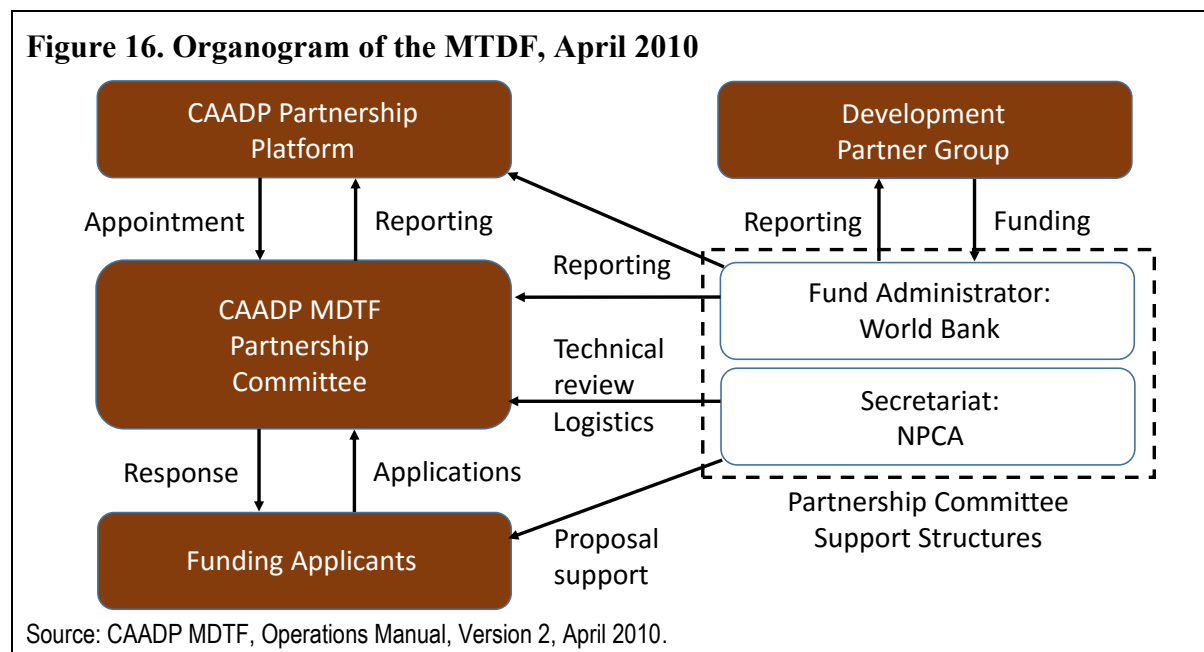 Figure 16. Organogram of the MTDF, April 2010
CAADP Partnership
Platform
Development
Partner Group
Appointment
Reporting
Reporting
Funding
Reporting
CAADP MDTF
Partnership
Committee
Fund Administrator:
World Bank
Technical
review
Logistics
Secretariat:
NPCA
Response
Applications
Partnership Committee
Support Structures
Funding Applicants
Proposal
support
Source: CAADP MDTF, Operations Manual, Version 2, April 2010.